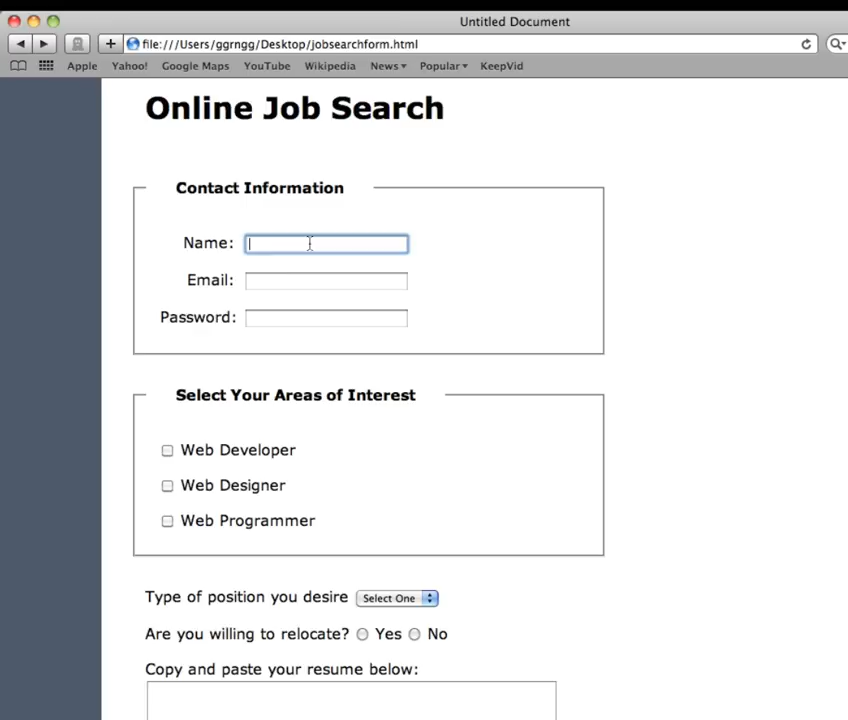 Untitled Document
file:///Users/ggrngg/Desktop/jobsearchform.html
Apple Yahoo! Google Maps YouTube Wikipedia News Popular KeepVid
Online Job Search
Contact Information
Name:
Email:
Password:
Select Your Areas of Interest
Web Developer
Web Designer
Web Programmer
Type of position you desire Select One
Are you willing to relocate? Yes No
Copy and paste your resume below: